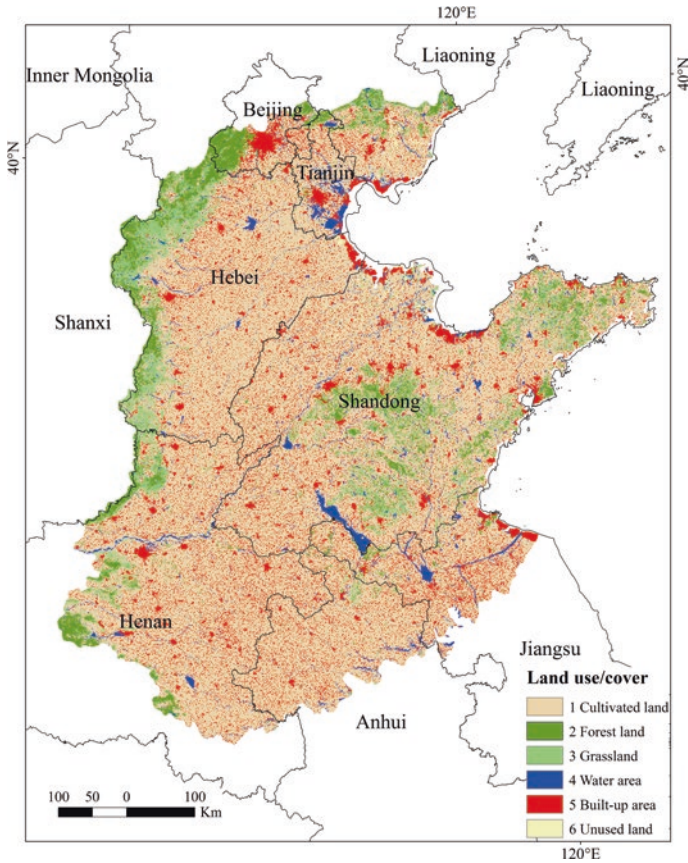 120°E
Liaoning
Inner Mongolia
40°N
Liaoning
Beijing
40°N
Tianjin
Hebei
Shanxi
Shandong
Henan
Jiangsu
Land use/cover
Anhui
1 Cultivated land
2 Forest land
3 Grassland
4 Water area
5 Built-up area
6 Unused land
100 50 0 100
Km
120°E